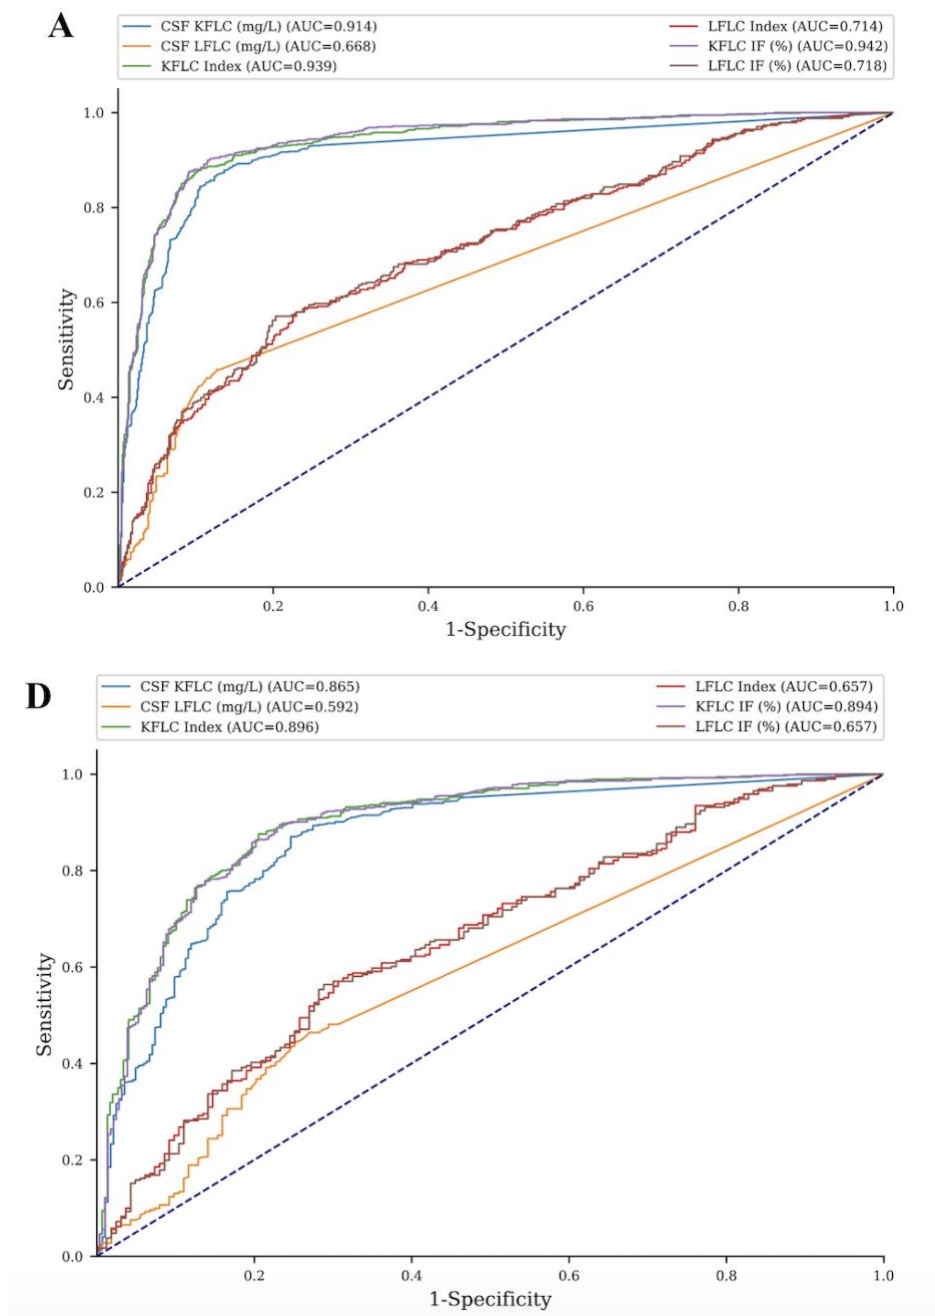 A
CSF KFLC (mg/L) (AUC=0.914)
CSF LFLC (mg/L) (AUC=0.668)
KFLC Index (AUC=0.939)
LFLC Index (AUC=0.714)
KFLC IF (%) (AUC=0.942)
LFLC IF (%) (AUC=0.718)
1.0
0.8
0.6
0.4
0.2
0.0
Sensitivity
0.2 0.4 0.6 0.8 1.0
1-Specificity
D
CSF KFLC (mg/L) (AUC=0.865)
CSF LFLC (mg/L) (AUC=0.592)
KFLC Index (AUC=0.896)
LFLC Index (AUC=0.657)
KFLC IF (%) (AUC=0.894)
LFLC IF (%) (AUC=0.657)
1.0
0.8
0.6
0.4
0.2
0.0
Sensitivity
0.2 0.4 0.6 0.8 1.0
1-Specificity